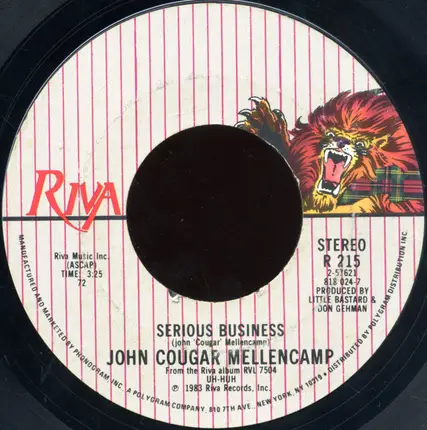 RIVA
Riva Music Inc.
(ASCAP)
TIME: 3:25
72
STEREO
R 215
2-57621
818 024-7
PRODUCED BY
LITTLE BASTARD &
DON GEHMAN
SERIOUS BUSINESS
(john 'Cougar' Mellencamp)
JOHN COUGAR MELLENCAMP
From the Riva album RVL 7504
UH-HUH
℗ 1983 Riva Records, Inc.
MANUFACTURED AND MARKETED BY PHONOGRAM, INC. A POLYGRAM COMPANY, 810 7TH AVE., NEW YORK, NY 10219 • DISTRIBUTED BY POLYGRAM DISTRIBUTION, INC.